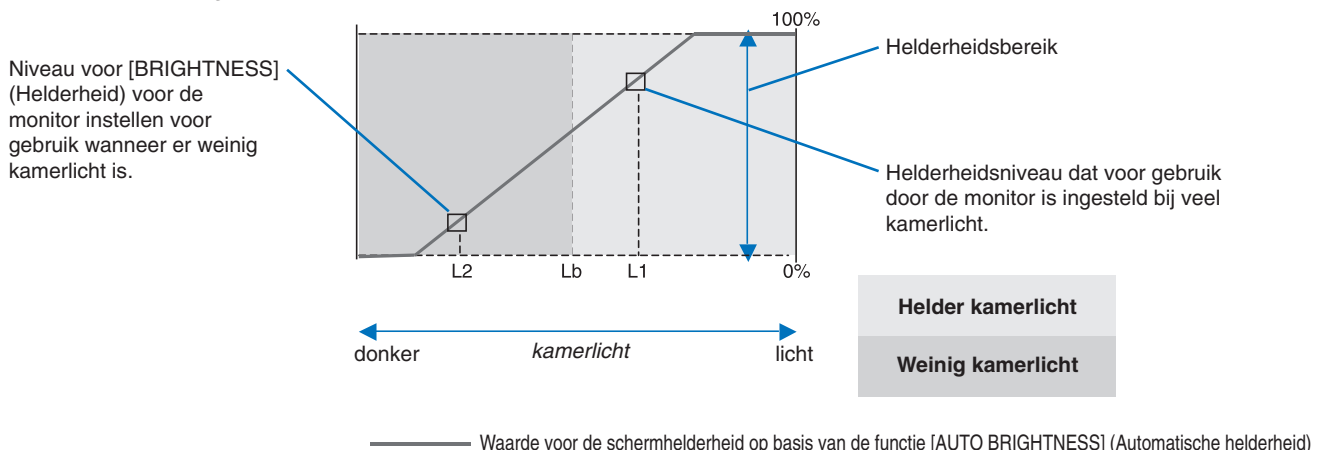 100%
Niveau voor [BRIGHTNESS]
(Helderheid) voor de
monitor instellen voor
gebruik wanneer er weinig
kamerlicht is.
Helderheidsbereik
Helderheidsniveau dat voor gebruik
door de monitor is ingesteld bij veel
kamerlicht.
L2 Lb L1 0%
donker kamerlicht licht
Helder kamerlicht
Weinig kamerlicht
Waarde voor de schermhelderheid op basis van de functie [AUTO BRIGHTNESS] (Automatische helderheid)